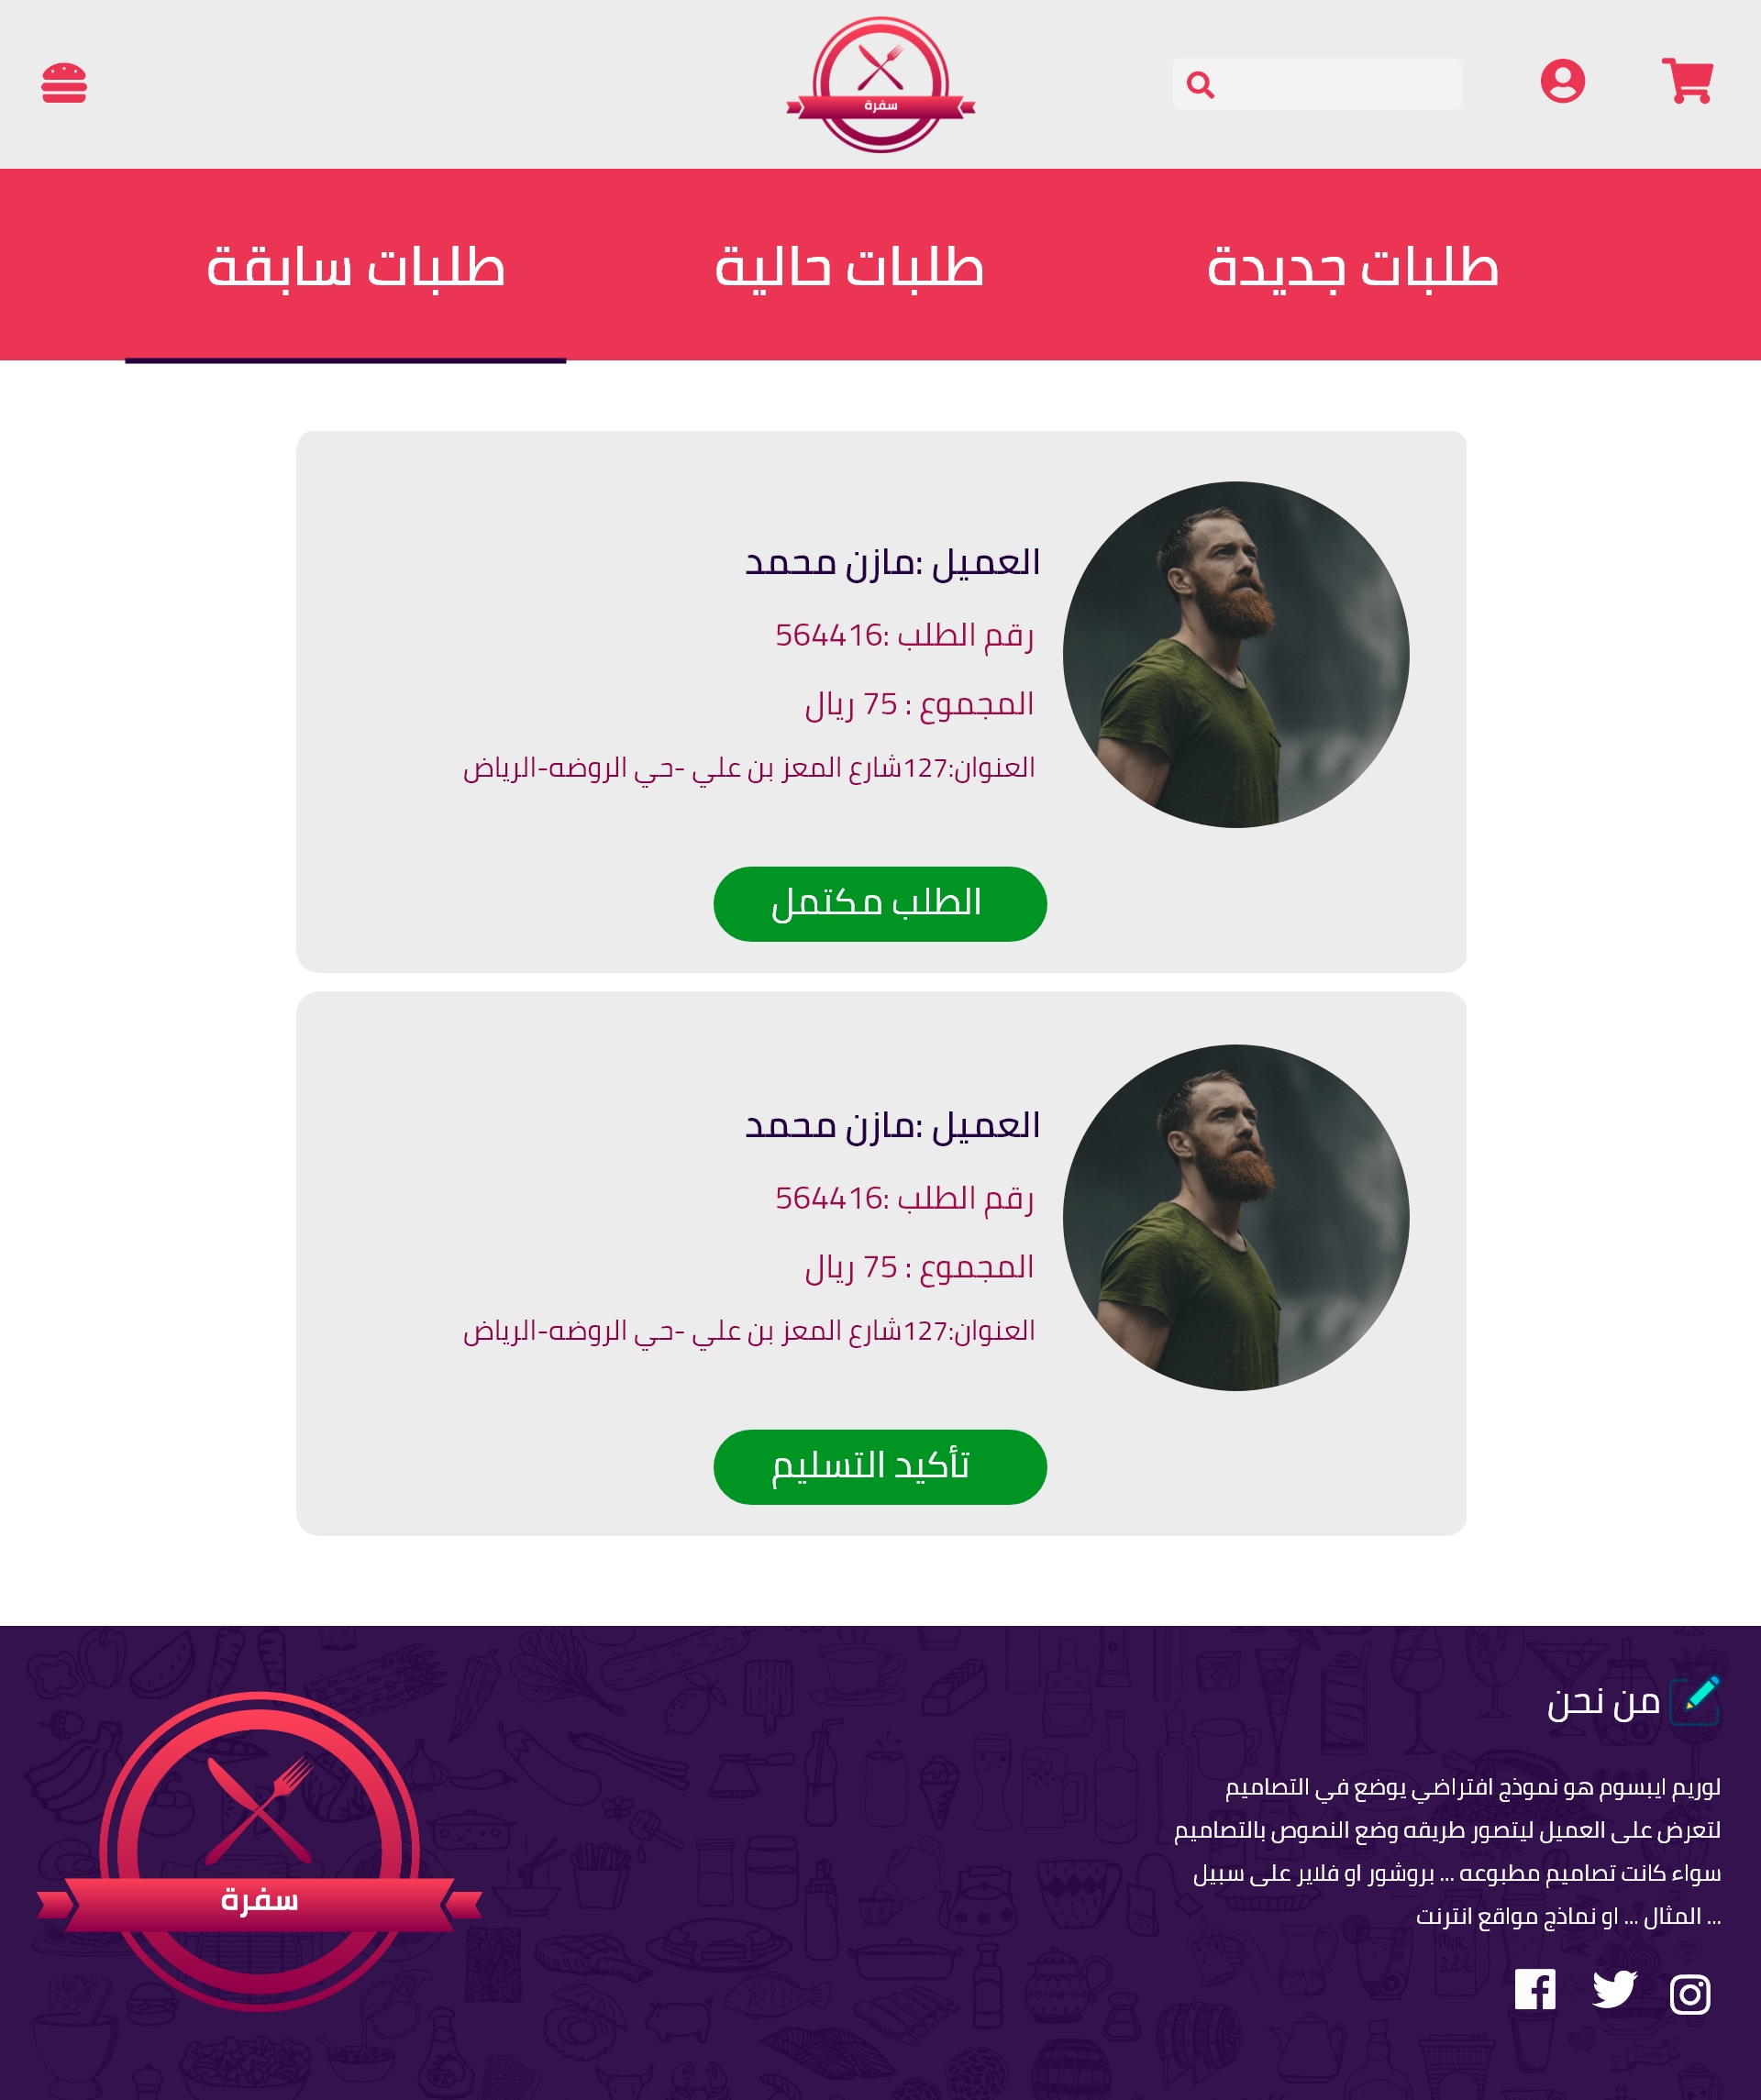 سفرة
طلبات جديدة
طلبات حالية
طلبات سابقة
العميل :مازن محمد
رقم الطلب :564416
المجموع : 75 ريال
العنوان:127شارع المعز بن علي -حي الروضه-الرياض
الطلب مكتمل
العميل :مازن محمد
رقم الطلب :564416
المجموع : 75 ريال
العنوان:127شارع المعز بن علي -حي الروضه-الرياض
تأكيد التسليم
من نحن
لوريم ايبسوم هو نموذج افتراضي يوضع في التصاميم
لتعرض على العميل ليتصور طريقه وضع النصوص بالتصاميم
سواء كانت تصاميم مطبوعه ... بروشور او فلاير على سبيل
... المثال ... او نماذج مواقع انترنت
سفرة